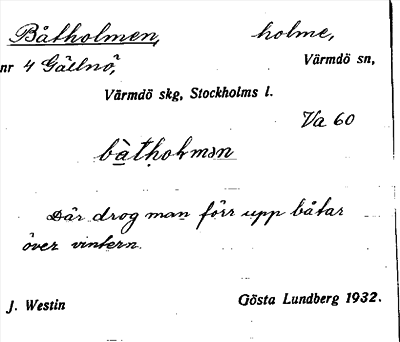 Båtholmen, holme,
nr 4 Gällnö, Värmdö sn,
Värmdö skg, Stockholms l.
Va 60
Där drog man förr upp båtar
över vintern.
J. Westin Gösta Lundberg 1932.